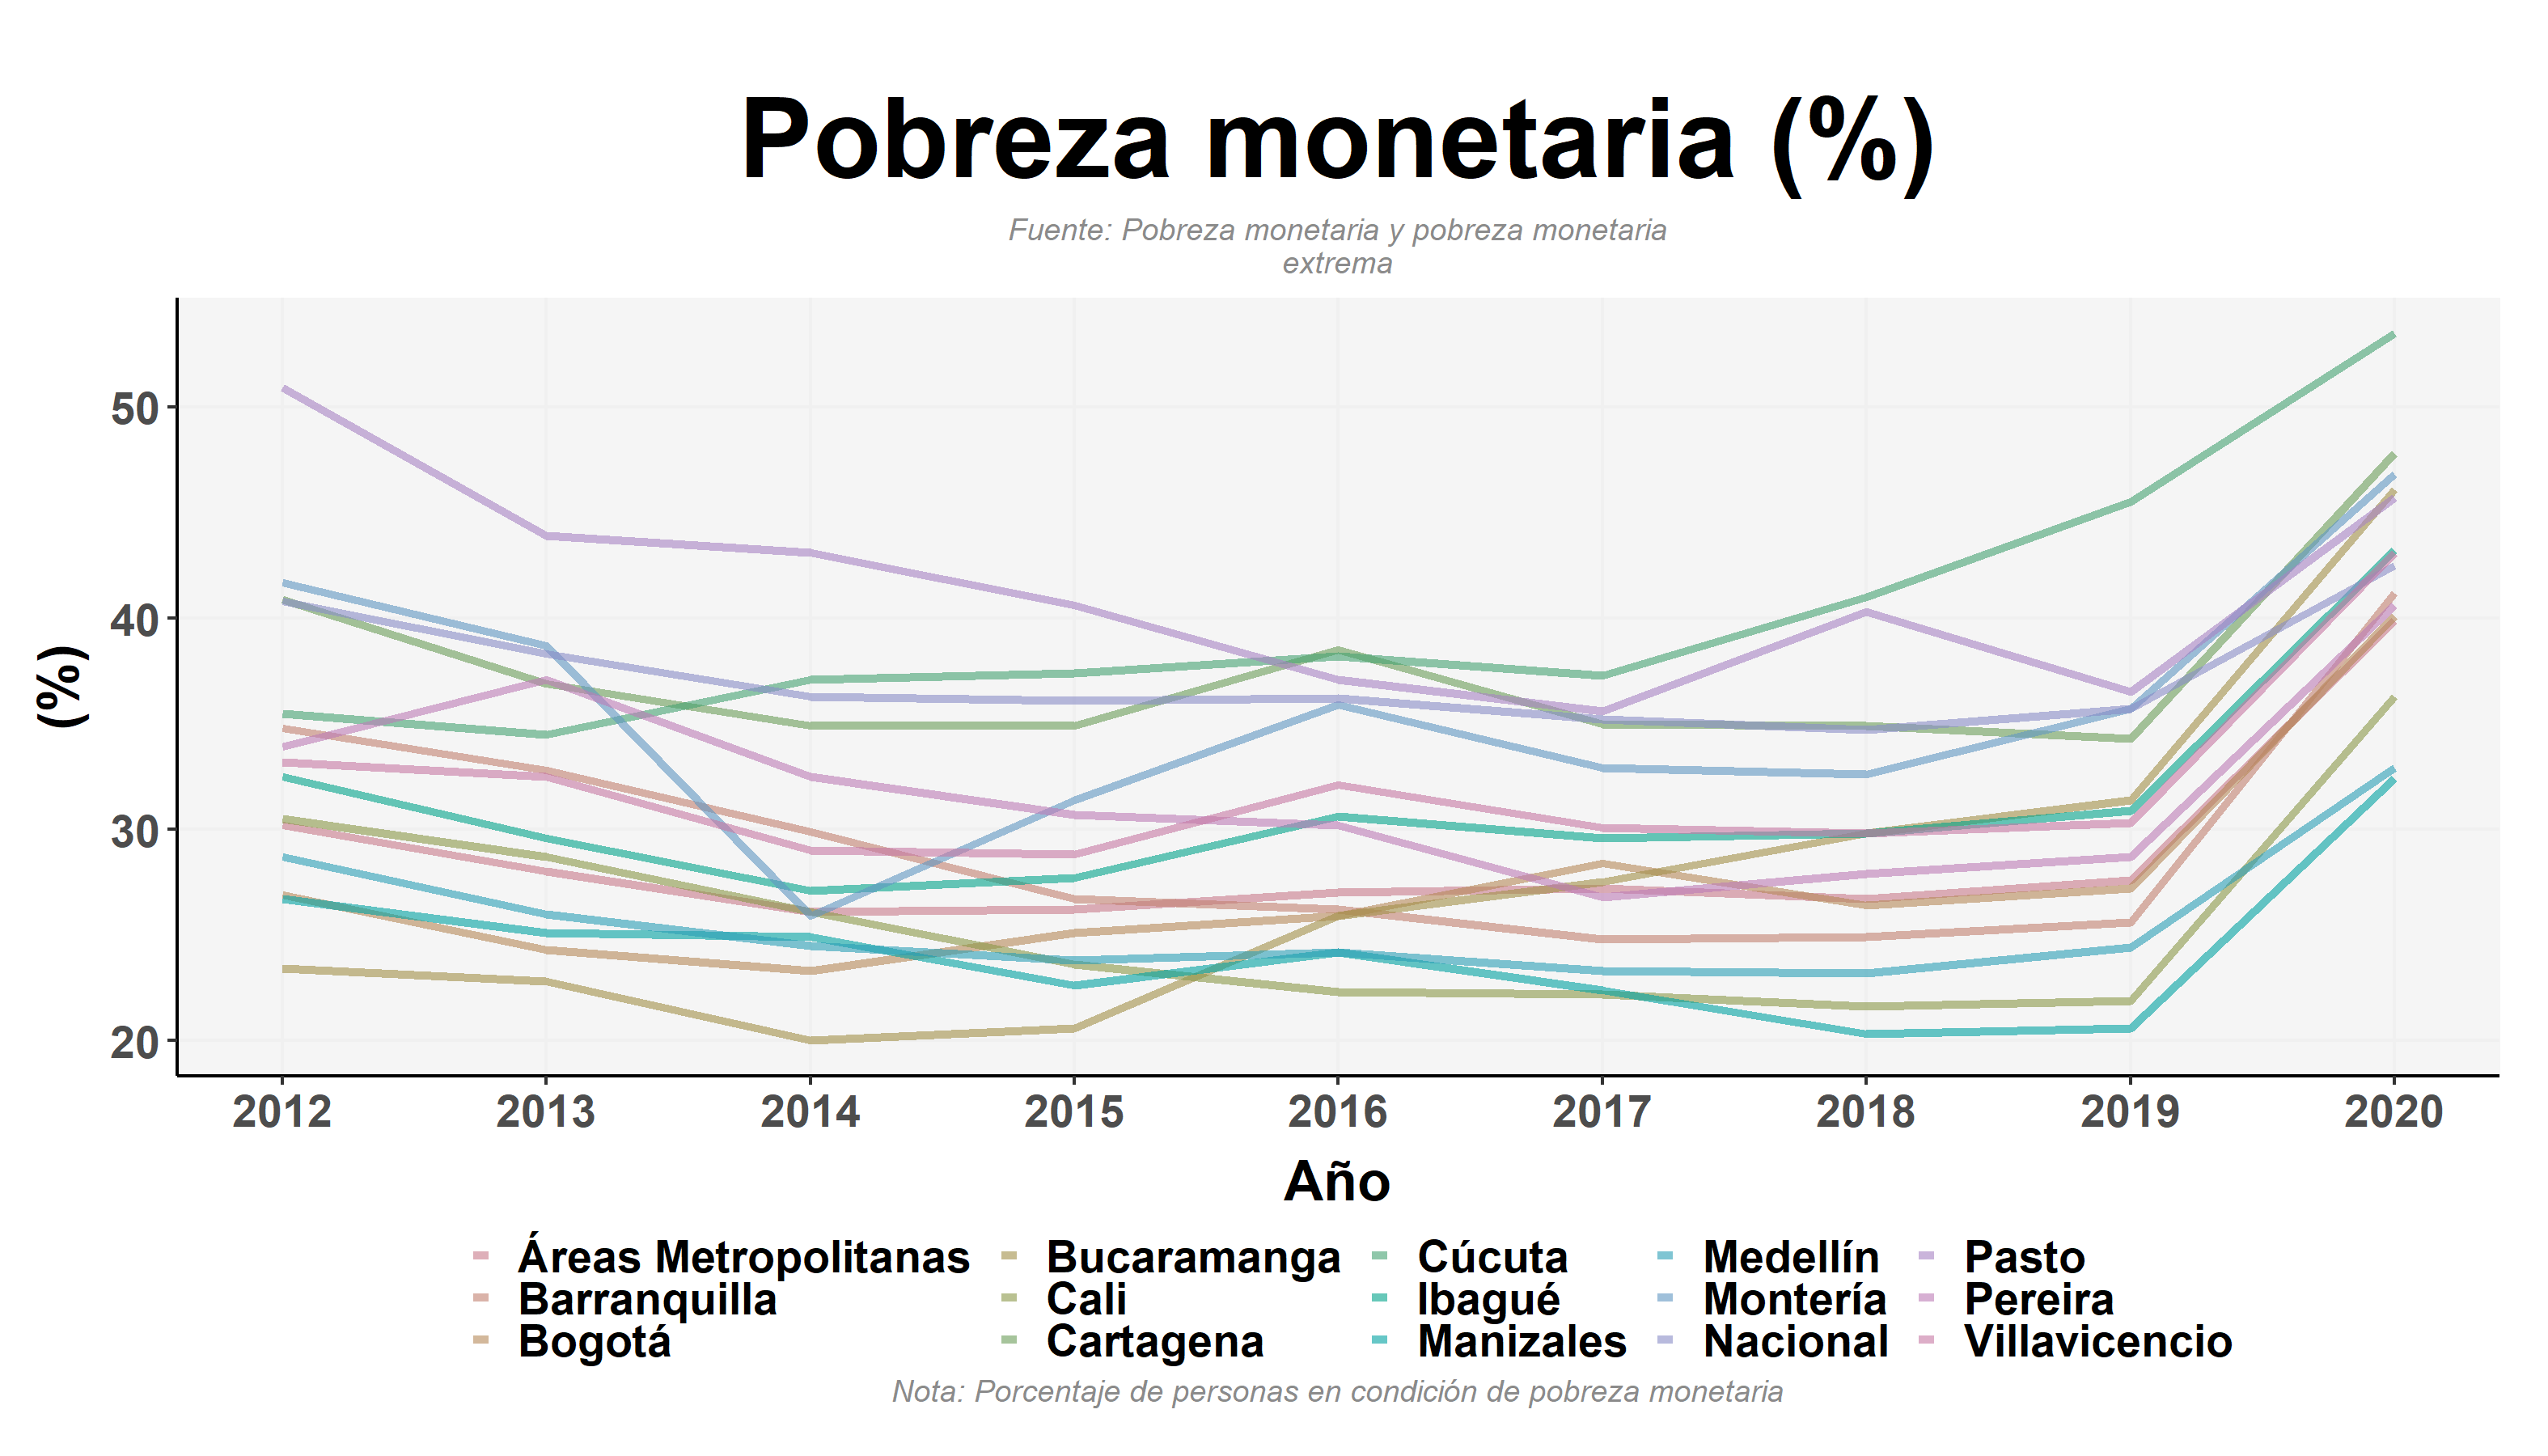 Pobreza monetaria (%)
Fuente: Pobreza monetaria y pobreza monetaria
extrema
(%)
50
40
30
20
2012 2013 2014 2015 2016 2017 2018 2019 2020
Año
Áreas Metropolitanas Bucaramanga Cúcuta Medellín Pasto
Barranquilla Cali Ibagué Montería Pereira
Bogotá Cartagena Manizales Nacional Villavicencio
Nota: Porcentaje de personas en condición de pobreza monetaria